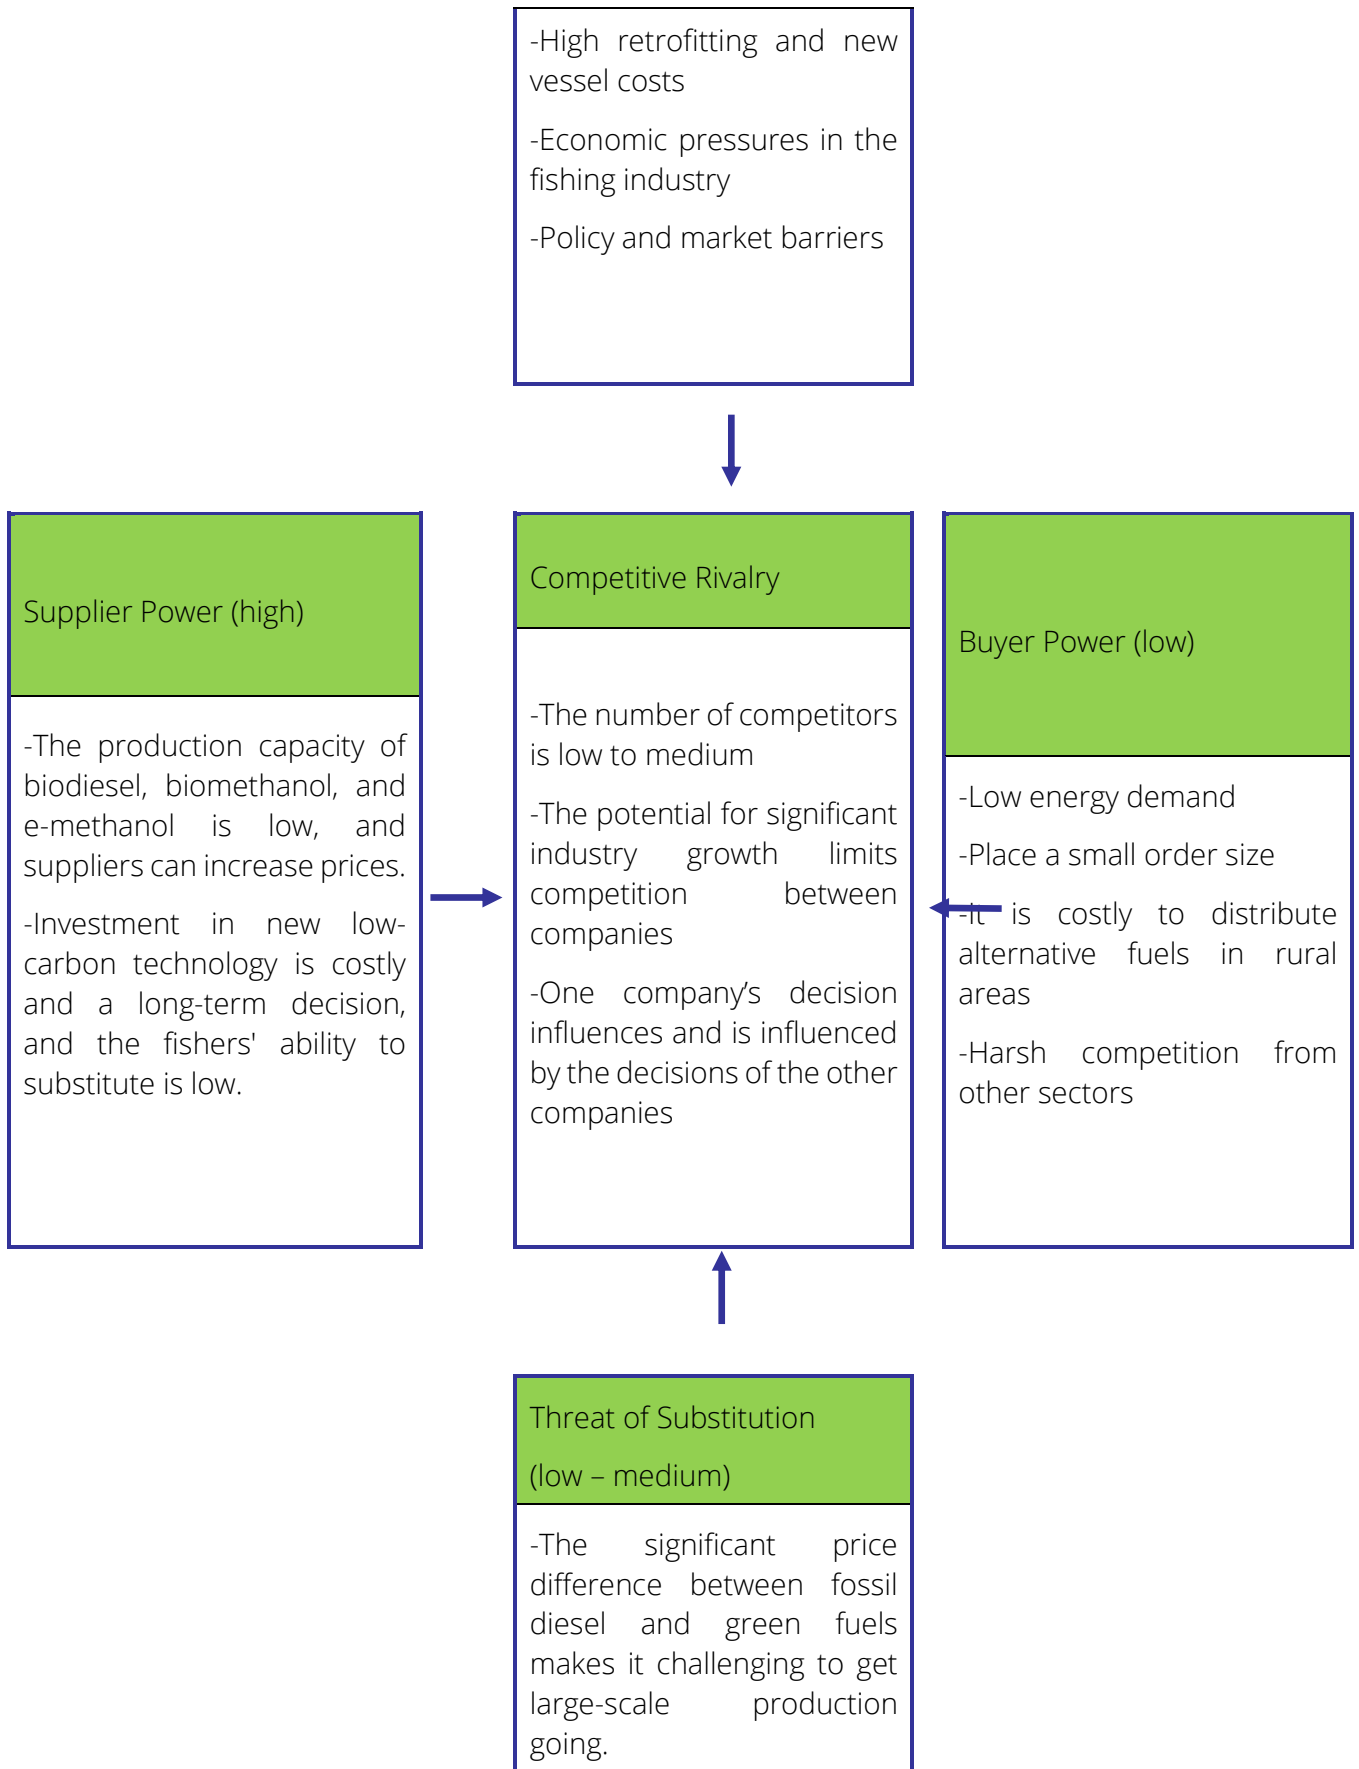 -High retrofitting and new
vessel costs
-Economic pressures in the
fishing industry
-Policy and market barriers
Supplier Power (high)
-The production capacity of
biodiesel, biomethanol, and
e-methanol is low, and
suppliers can increase prices.
-Investment in new low-
carbon technology is costly
and a long-term decision,
and the fishers' ability to
substitute is low.
Competitive Rivalry
-The number of competitors
is low to medium
-The potential for significant
industry growth limits
competition between
companies
-One company’s decision
influences and is influenced
by the decisions of the other
companies
Buyer Power (low)
-Low energy demand
-Place a small order size
-It is costly to distribute
alternative fuels in rural
areas
-Harsh competition from
other sectors
Threat of Substitution
(low – medium)
-The significant price
difference between fossil
diesel and green fuels
makes it challenging to get
large-scale production
going.